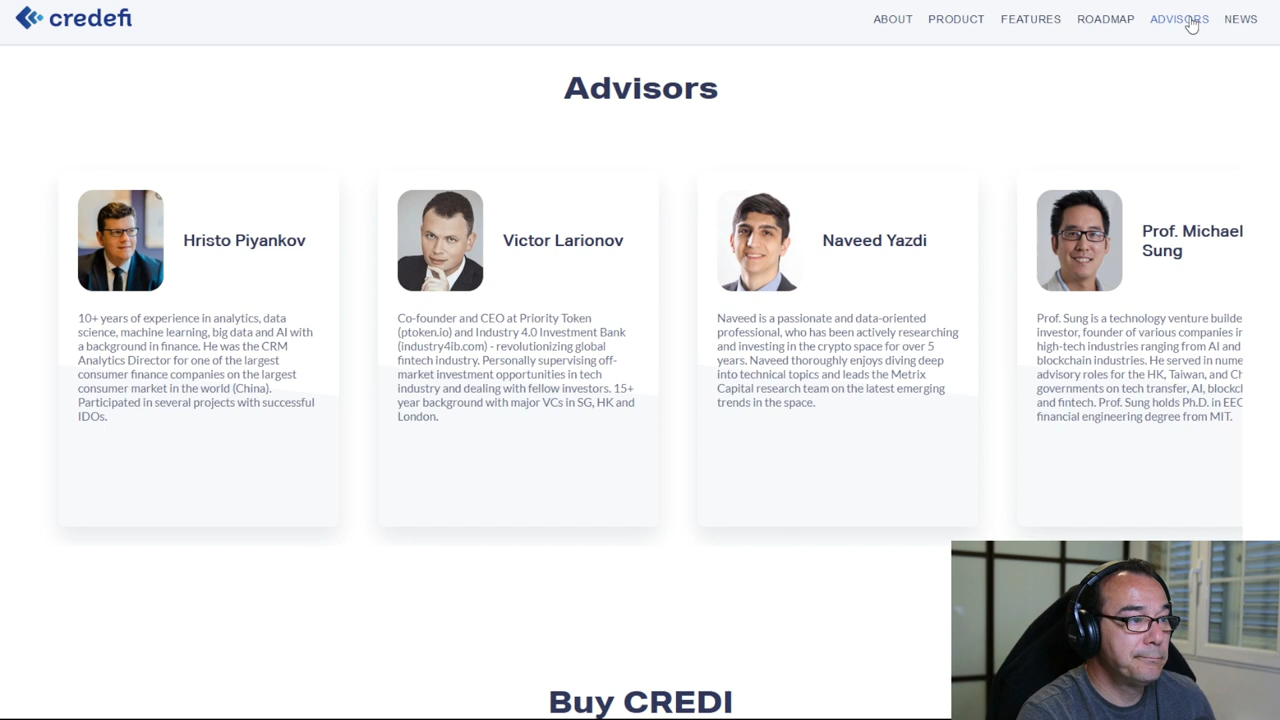 credefi
ABOUT PRODUCT FEATURES ROADMAP ADVISORS NEWS
Advisors
Hristo Piyankov
10+ years of experience in analytics, data
science, machine learning, big data and AI with
a background in finance. He was the CRM
Analytics Director for one of the largest
consumer finance companies on the largest
consumer market in the world (China).
Participated in several projects with successful
IDOs.
Victor Larionov
Co-founder and CEO at Priority Token
(ptoken.io) and Industry 4.0 Investment Bank
(industry4ib.com) - revolutionizing global
fintech industry. Personally supervising off-
market investment opportunities in tech
industry and dealing with fellow investors. 15+
year background with major VCs in SG, HK and
London.
Naveed Yazdi
Naveed is a passionate and data-oriented
professional, who has been actively researching
and investing in the crypto space for over 5
years. Naveed thoroughly enjoys diving deep
into technical topics and leads the Metrix
Capital research team on the latest emerging
trends in the space.
Prof. Michael
Sung
Prof. Sung is a technology venture builde
investor, founder of various companies in
high-tech industries ranging from AI and
blockchain industries. He served in nume
advisory roles for the HK, Taiwan, and Ch
governments on tech transfer, AI, blockc
and fintech. Prof. Sung holds Ph.D. in EEC
financial engineering degree from MIT.
Buy CREDI